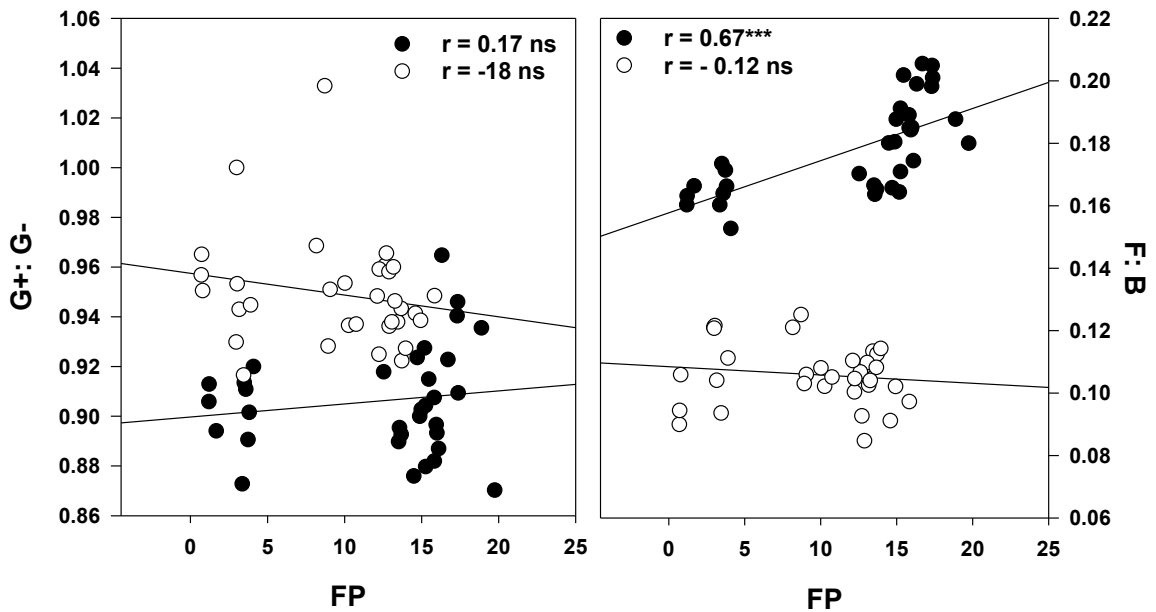 1.06
1.04
1.02
1.00
0.98
0.96
0.94
0.92
0.90
0.88
0.86
G+: G-
r = 0.17 ns
r = -18 ns
0 5 10 15 20 25
FP
r = 0.67***
r = - 0.12 ns
0.22
0.20
0.18
0.16
0.14
0.12
0.10
0.08
0.06
F: B
0 5 10 15 20 25
FP